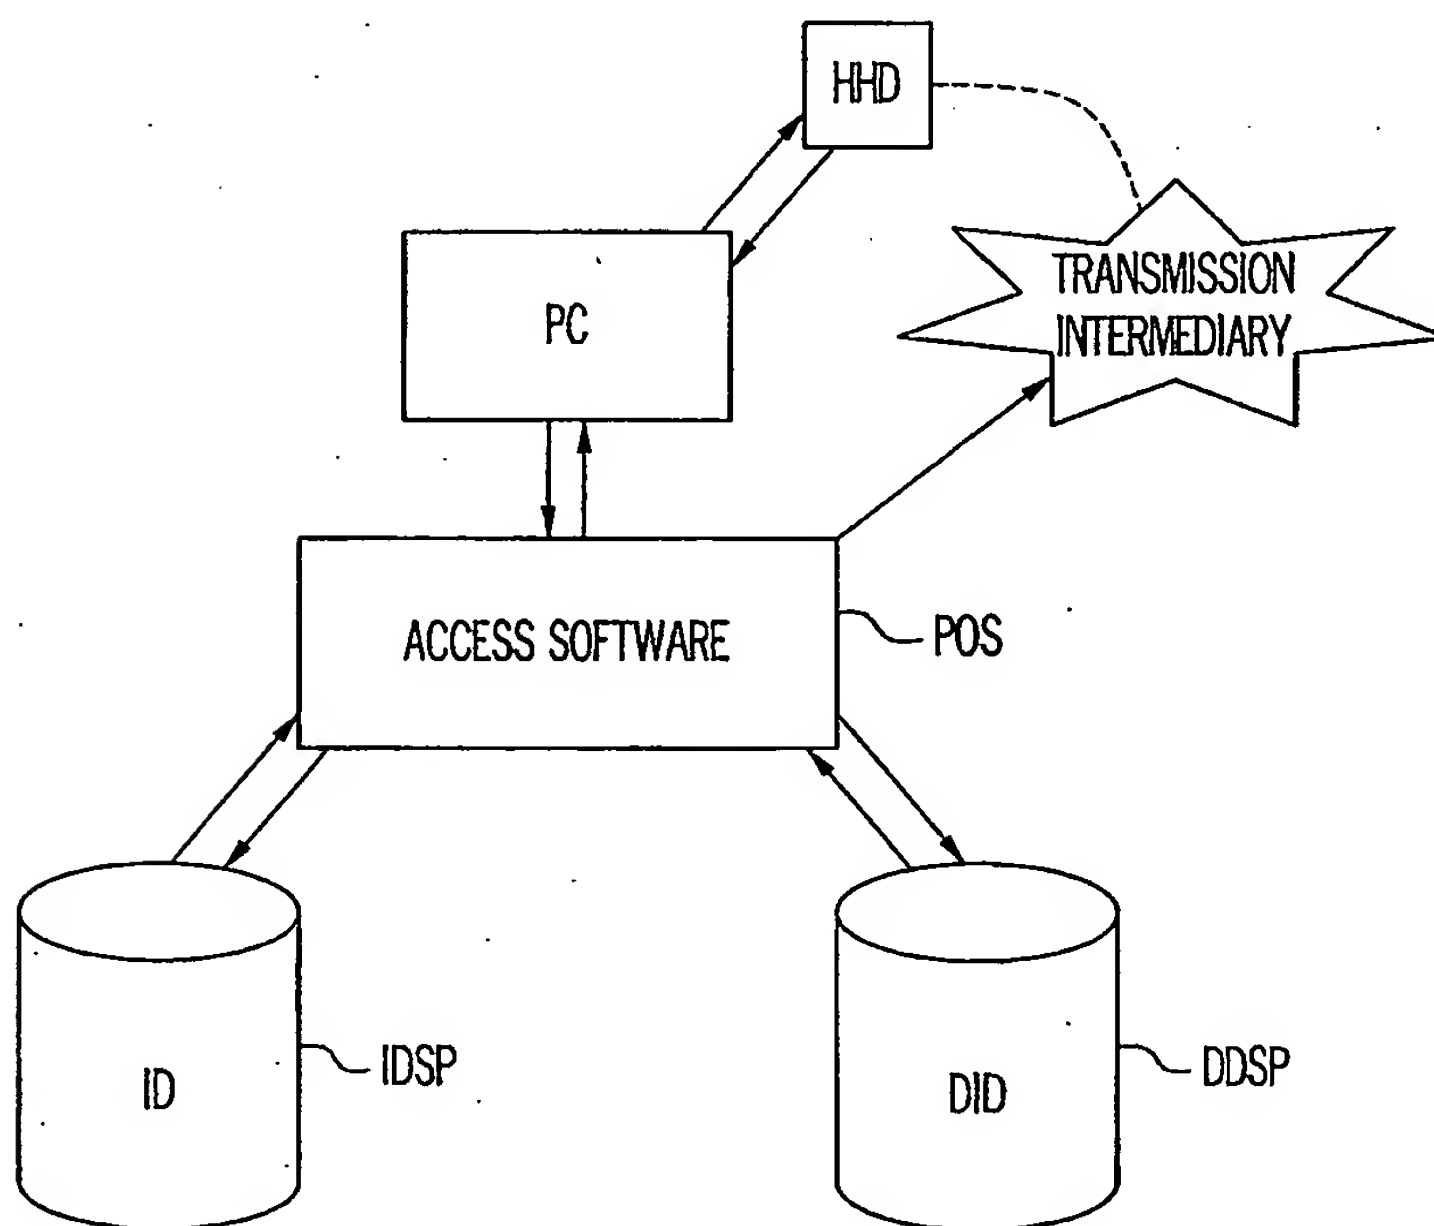 HHD
TRANSMISSION
INTERMEDIARY
PC
ACCESS SOFTWARE
POS
ID
IDSP
DID
DDSP